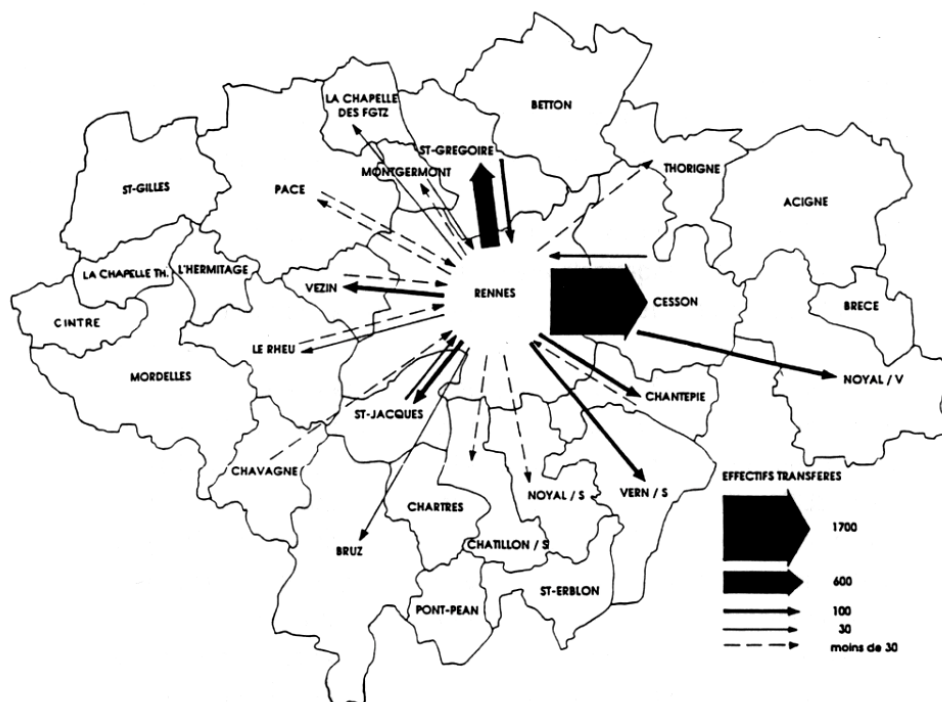 LA CHAPELLE
DES FGTZ
BETTON
ST-GREGOIRE
MONTGERMONT
THORIGNE
ST-GILLES
PACE
ACIGNE
LA CHAPELLE TH.
L'HERMITAGE
VEZIN
RENNES
CESSON
BRECE
CINTRE
LE RHEU
MORDELLES
NOYAL / V
CHANTEPIE
ST-JACQUES
CHAVAGNE
CHARTRES
NOYAL / S
VERN / S
BRUZ
CHATILLON / S
ST-ERBLON
PONT-PEAN
EFFECTIFS TRANSFERES
1700
600
100
30
moins de 30